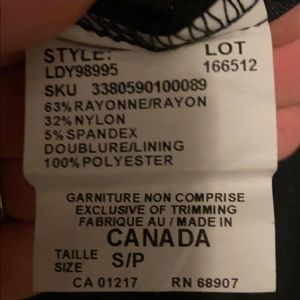 STYLE: LOT
LDY98995 166512
SKU 3380590100089
63% RAYONNE/RAYON
32% NYLON
5% SPANDEX
DOUBLURE/LINING
100% POLYESTER
GARNITURE NON COMPRISE
EXCLUSIVE OF TRIMMING
FABRIQUE AU / MADE IN
CANADA
TAILLE
SIZE S/P
CA 01217 RN 68907